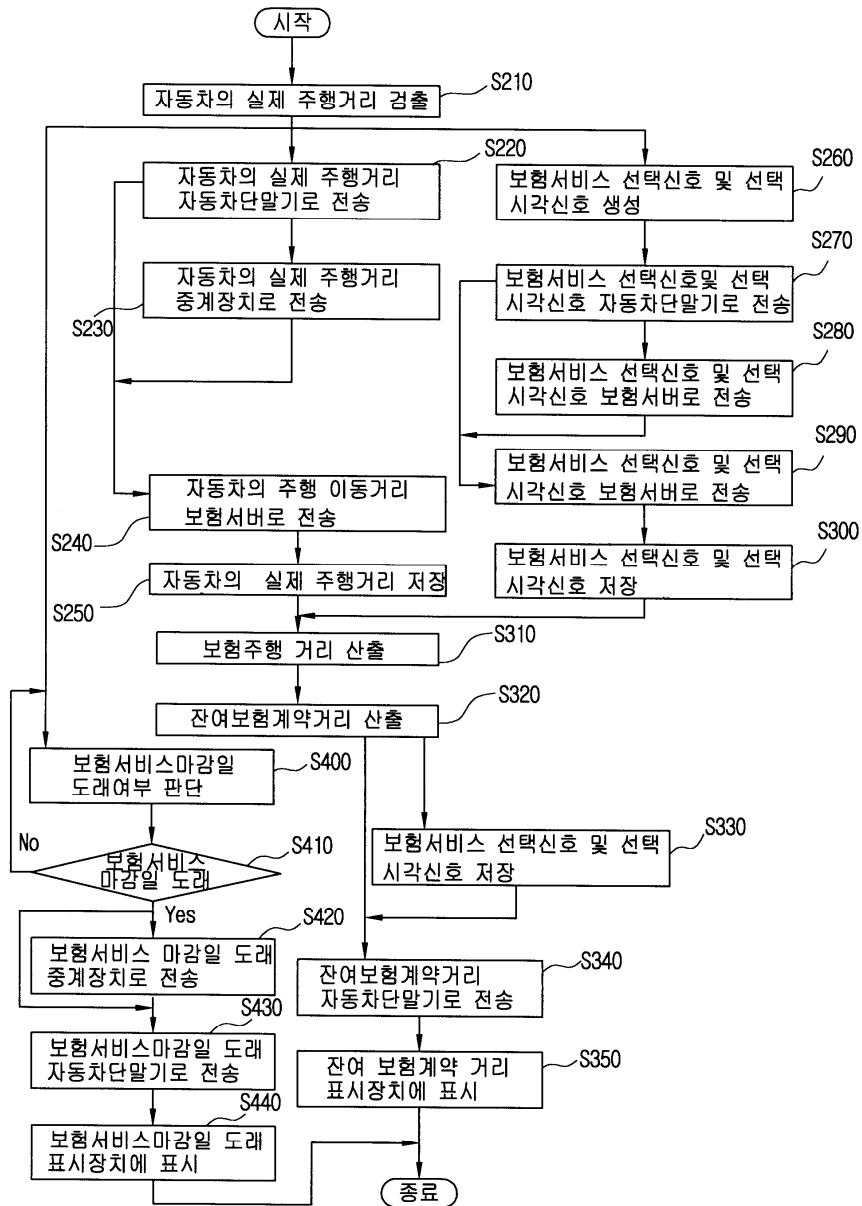 시작
S210
자동차의 실제 주행거리 검출
S220
자동차의 실제 주행거리
자동차단말기로 전송
S260
보험서비스 선택신호 및 선택
시각신호 생성
S230
자동차의 실제 주행거리
중계장치로 전송
S270
보험서비스 선택신호및 선택
시각신호 자동차단말기로 전송
S280
보험서비스 선택신호 및 선택
시각신호 보험서버로 전송
S290
보험서비스 선택신호 및 선택
시각신호 보험서버로 전송
S240
자동차의 주행 이동거리
보험서버로 전송
S300
보험서비스 선택신호 및 선택
시각신호 저장
S250
자동차의 실제 주행거리 저장
S310
보험주행 거리 산출
S320
잔여보험계약거리 산출
S400
보험서비스마감일
도래여부 판단
S330
보험서비스 선택신호 및 선택
시각신호 저장
No
S410
보험서비스
마감일 도래
Yes
S420
보험서비스 마감일 도래
중계장치로 전송
S340
잔여보험계약거리
자동차단말기로 전송
S430
보험서비스마감일 도래
자동차단말기로 전송
S350
잔여 보험계약 거리
표시장치에 표시
S440
보험서비스마감일 도래
표시장치에 표시
종료